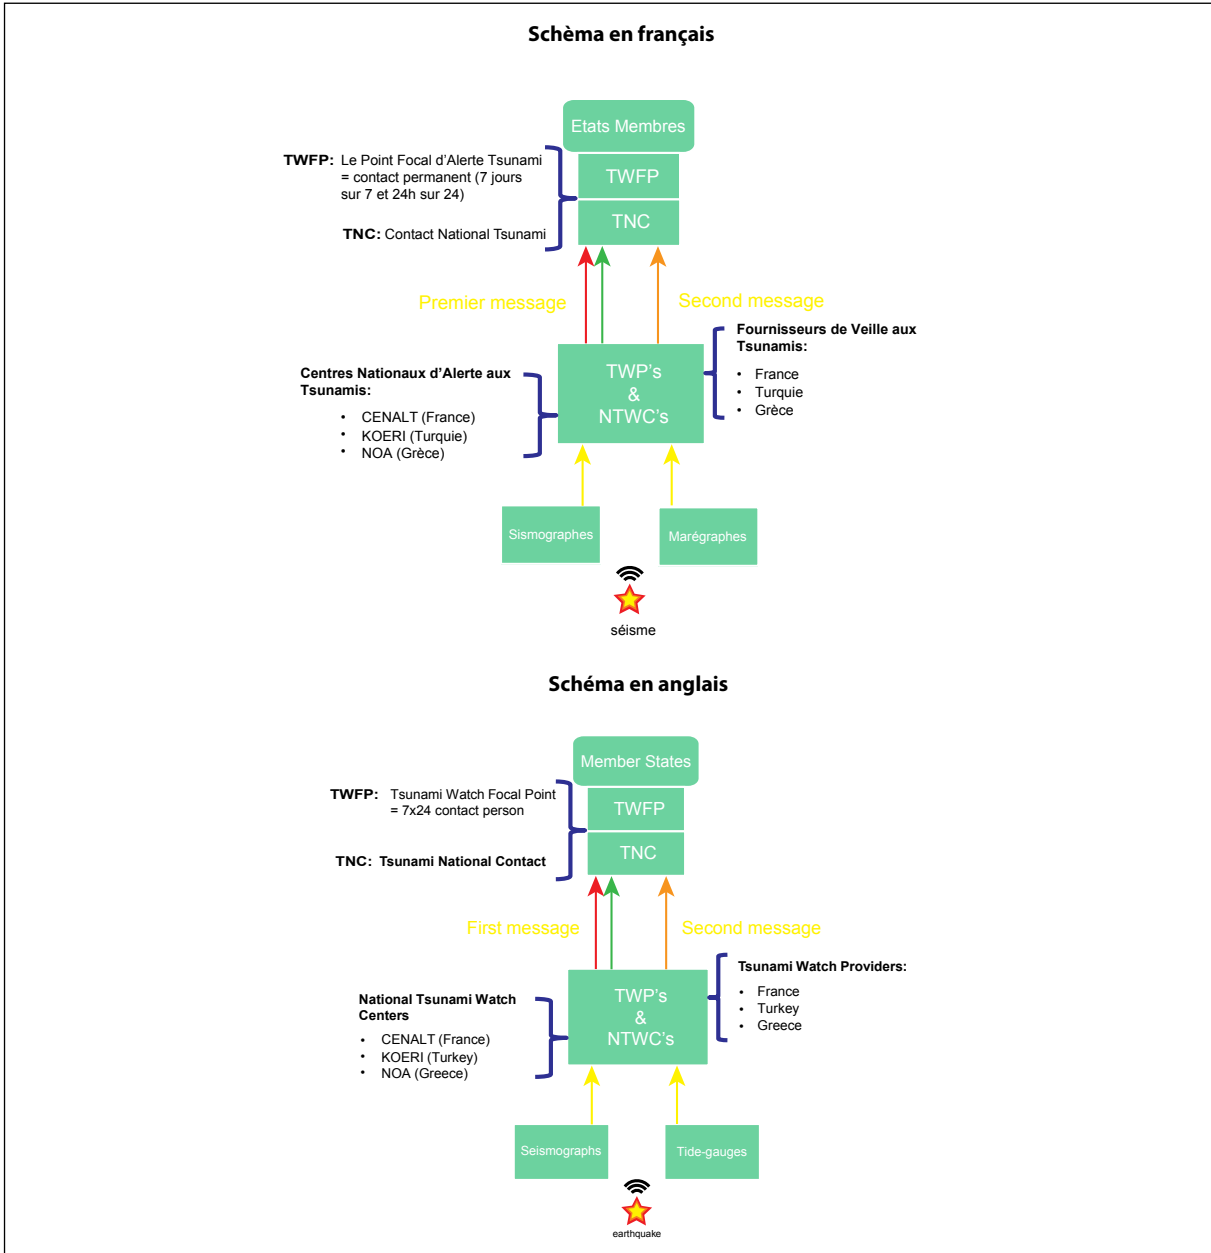 Schèma en français
Etats Membres
TWFP: Le Point Focal d'Alerte Tsunami
= contact permanent (7 jours
sur 7 et 24h sur 24)
TWFP
TNC
TNC: Contact National Tsunami
Premier message
Second message
Fournisseurs de Veille aux
Tsunamis:
• France
• Turquie
• Grèce
TWP's
&
NTWC's
Centres Nationaux d'Alerte aux
Tsunamis:
• CENALT (France)
• KOERI (Turquie)
• NOA (Grèce)
Sismographes
Marégraphes
séisme
Schéma en anglais
Member States
TWFP: Tsunami Watch Focal Point
= 7x24 contact person
TWFP
TNC
TNC: Tsunami National Contact
First message
Second message
Tsunami Watch Providers:
• France
• Turkey
• Greece
TWP's
&
NTWC's
National Tsunami Watch
Centers
• CENALT (France)
• KOERI (Turkey)
• NOA (Greece)
Seismographs
Tide-gauges
earthquake